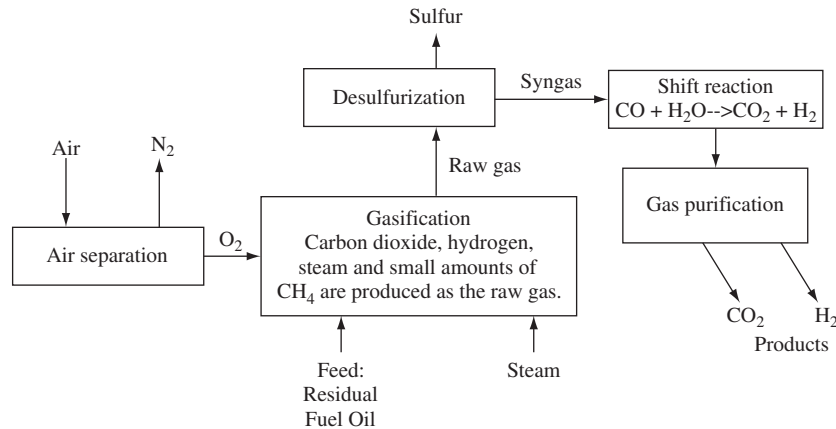 Sulfur
Desulfurization
Syngas
Shift reaction
CO + H₂O-->CO₂ + H₂
Air
N₂
Raw gas
Gasification
Carbon dioxide, hydrogen,
steam and small amounts of
CH₄ are produced as the raw gas.
Gas purification
Air separation
O₂
CO₂
H₂
Products
Feed:
Residual
Fuel Oil
Steam